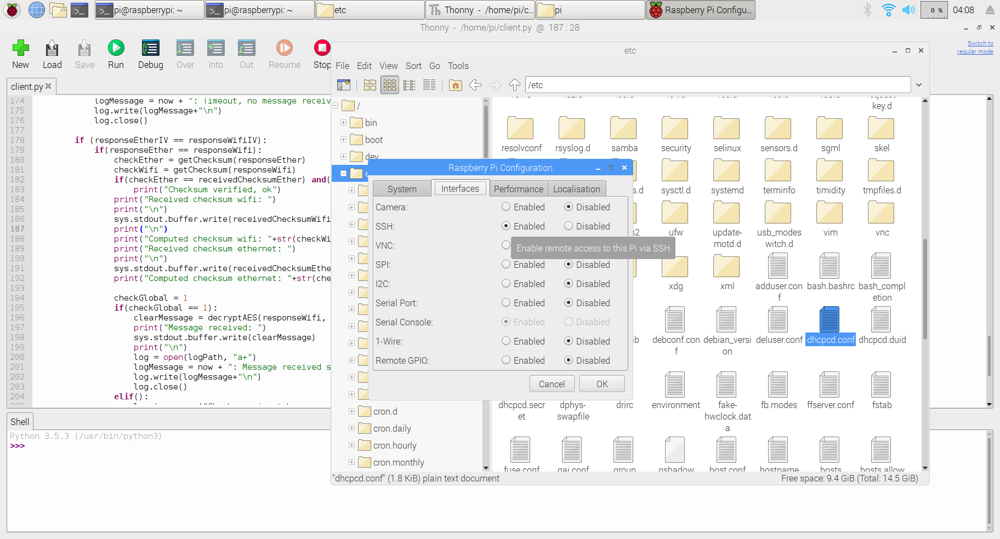 pi@raspberrypi: ~
pi@raspberrypi: ~
etc
Thonny - /home/pi/c...
pi
Raspberry Pi Configu...
0 %
04:08
Thonny - /home/pi/client.py @ 187 : 28
Switch to
regular mode
New
Load
Save
Run
Debug
Over
Into
Out
Resume
Stop
client.py
174 logMessage = now + ": Timeout, no message receiv
175 log.write(logMessage+"\n")
176 log.close()
177
178 if (responseEtherIV == responseWifiIV):
179 if(responseEther == responseWifi):
180 checkEther = getChecksum(responseEther)
181 checkWifi = getChecksum(responseWifi)
182 if(checkEther == receivedChecksumEther) and(
183 print("Checksum verified, ok")
184 print("Received checksum wifi: ")
185 print("\n")
186 sys.stdout.buffer.write(receivedChecksumWifi
187 print("\n")
188 print("Computed checksum wifi: "+str(checkWi
189 print("Received checksum ethernet: ")
190 print("\n")
191 sys.stdout.buffer.write(receivedChecksumEthe
192 print("Computed checksum ethernet: "+str(che
193
194 checkGlobal = 1
195 if(checkGlobal == 1):
196 clearMessage = decryptAES(responseWifi,
197 print("Message received: ")
198 sys.stdout.buffer.write(clearMessage)
199 print("\n")
200 log = open(logPath, "a+")
201 logMessage = now + ": Message received s
202 log.write(logMessage+"\n")
203 log.close()
204 elif():
Shell
Python 3.5.3 (/usr/bin/python3)
>>>
etc
File Edit View Sort Go Tools
/etc
/
bin
boot
dev
e
cron.d
cron.daily
cron.hourly
cron.monthly
key.d
resolvconf rsyslog.d samba security selinux sensors.d sgml skel
s.d sysctl.d systemd terminfo timidity tmpfiles.d
s2 ufw update-motd.d usb_modeswitch.d vim vnc
xdg xml adduser.conf bash.bashrc bash_completion
b debconf.conf debian_version deluser.conf dhcpcd.conf dhcpcd.duid
dhcpcd.secret dphys-swapfile drirc environment fake-hwclock.data fb.modes ffserver.conf fstab
fuse.conf gai.conf group gshadow host.conf hostname hosts hosts.allow
"dhcpcd.conf" (1.8 KiB) plain text document
Free space: 9.4 GiB (Total: 14.5 GiB)
Raspberry Pi Configuration
System Interfaces Performance Localisation
Camera: Enabled Disabled
SSH: Enabled Disabled
VNC:
Enable remote access to this Pi via SSH
SPI: Enabled Disabled
I2C: Enabled Disabled
Serial Port: Enabled Disabled
Serial Console: Enabled Disabled
1-Wire: Enabled Disabled
Remote GPIO: Enabled Disabled
Cancel OK